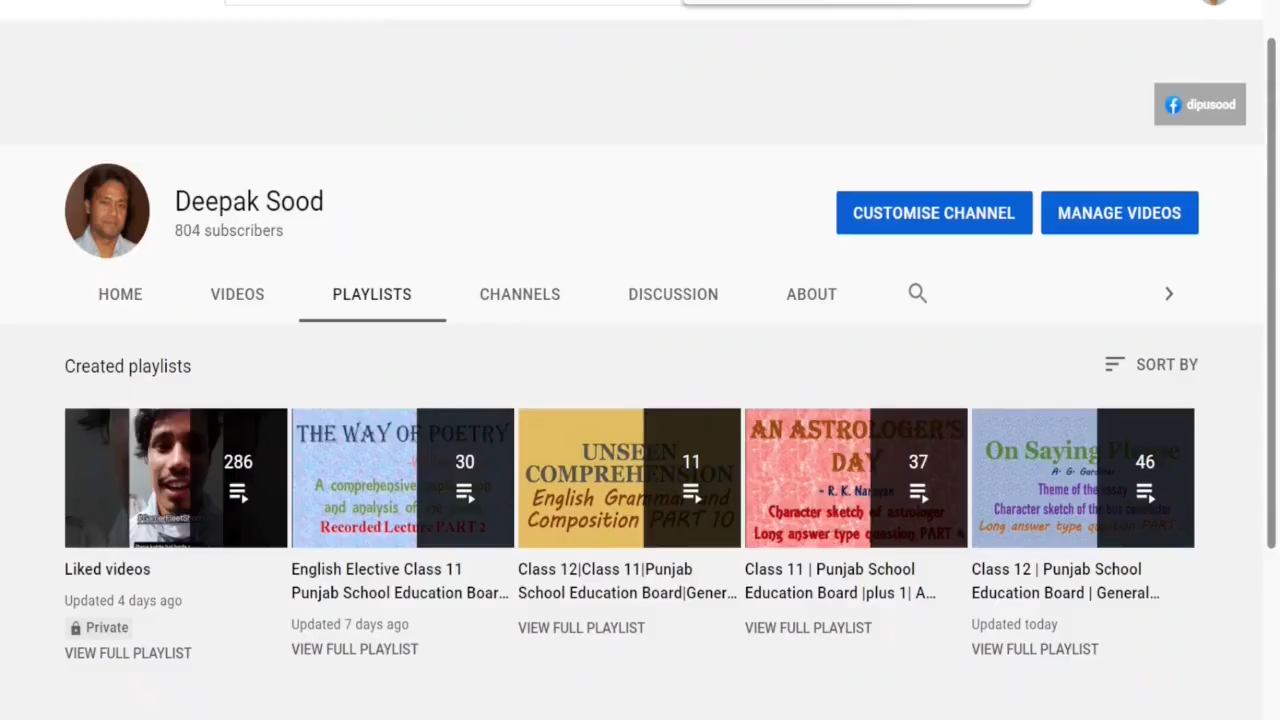 dipusood
Deepak Sood
804 subscribers
CUSTOMISE CHANNEL
MANAGE VIDEOS
HOME
VIDEOS
PLAYLISTS
CHANNELS
DISCUSSION
ABOUT
Created playlists
SORT BY
286
THE WAY OF POETRY
30
A comprehensive
and analysis of the
Recorded Lecture PART 2
UNSEEN
11
COMPREHENSION
English Grammar and
Composition PART 10
AN ASTROLOGER'S
DAY
37
- R. K. Narayan
Character sketch of astrologer
Long answer type question PART 4
On Saying Please
46
A. G. Gardiner
Theme of the essay
Character sketch of the bus conductor
Long answer type question PART
Liked videos
Updated 4 days ago
Private
VIEW FULL PLAYLIST
English Elective Class 11
Punjab School Education Boar...
Updated 7 days ago
VIEW FULL PLAYLIST
Class 12|Class 11|Punjab
School Education Board|Gener...
VIEW FULL PLAYLIST
Class 11 | Punjab School
Education Board |plus 1| A...
VIEW FULL PLAYLIST
Class 12 | Punjab School
Education Board | General...
Updated today
VIEW FULL PLAYLIST